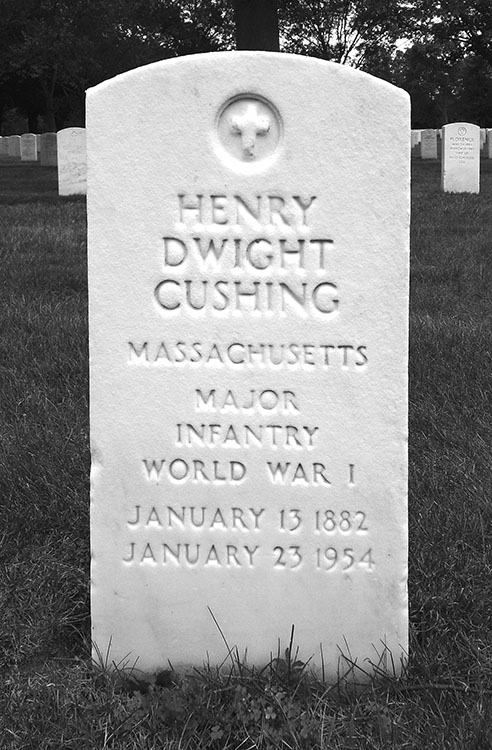 HENRY
DWIGHT
CUSHING
MASSACHUSETTS
MAJOR
INFANTRY
WORLD WAR I
JANUARY 13 1882
JANUARY 23 1954